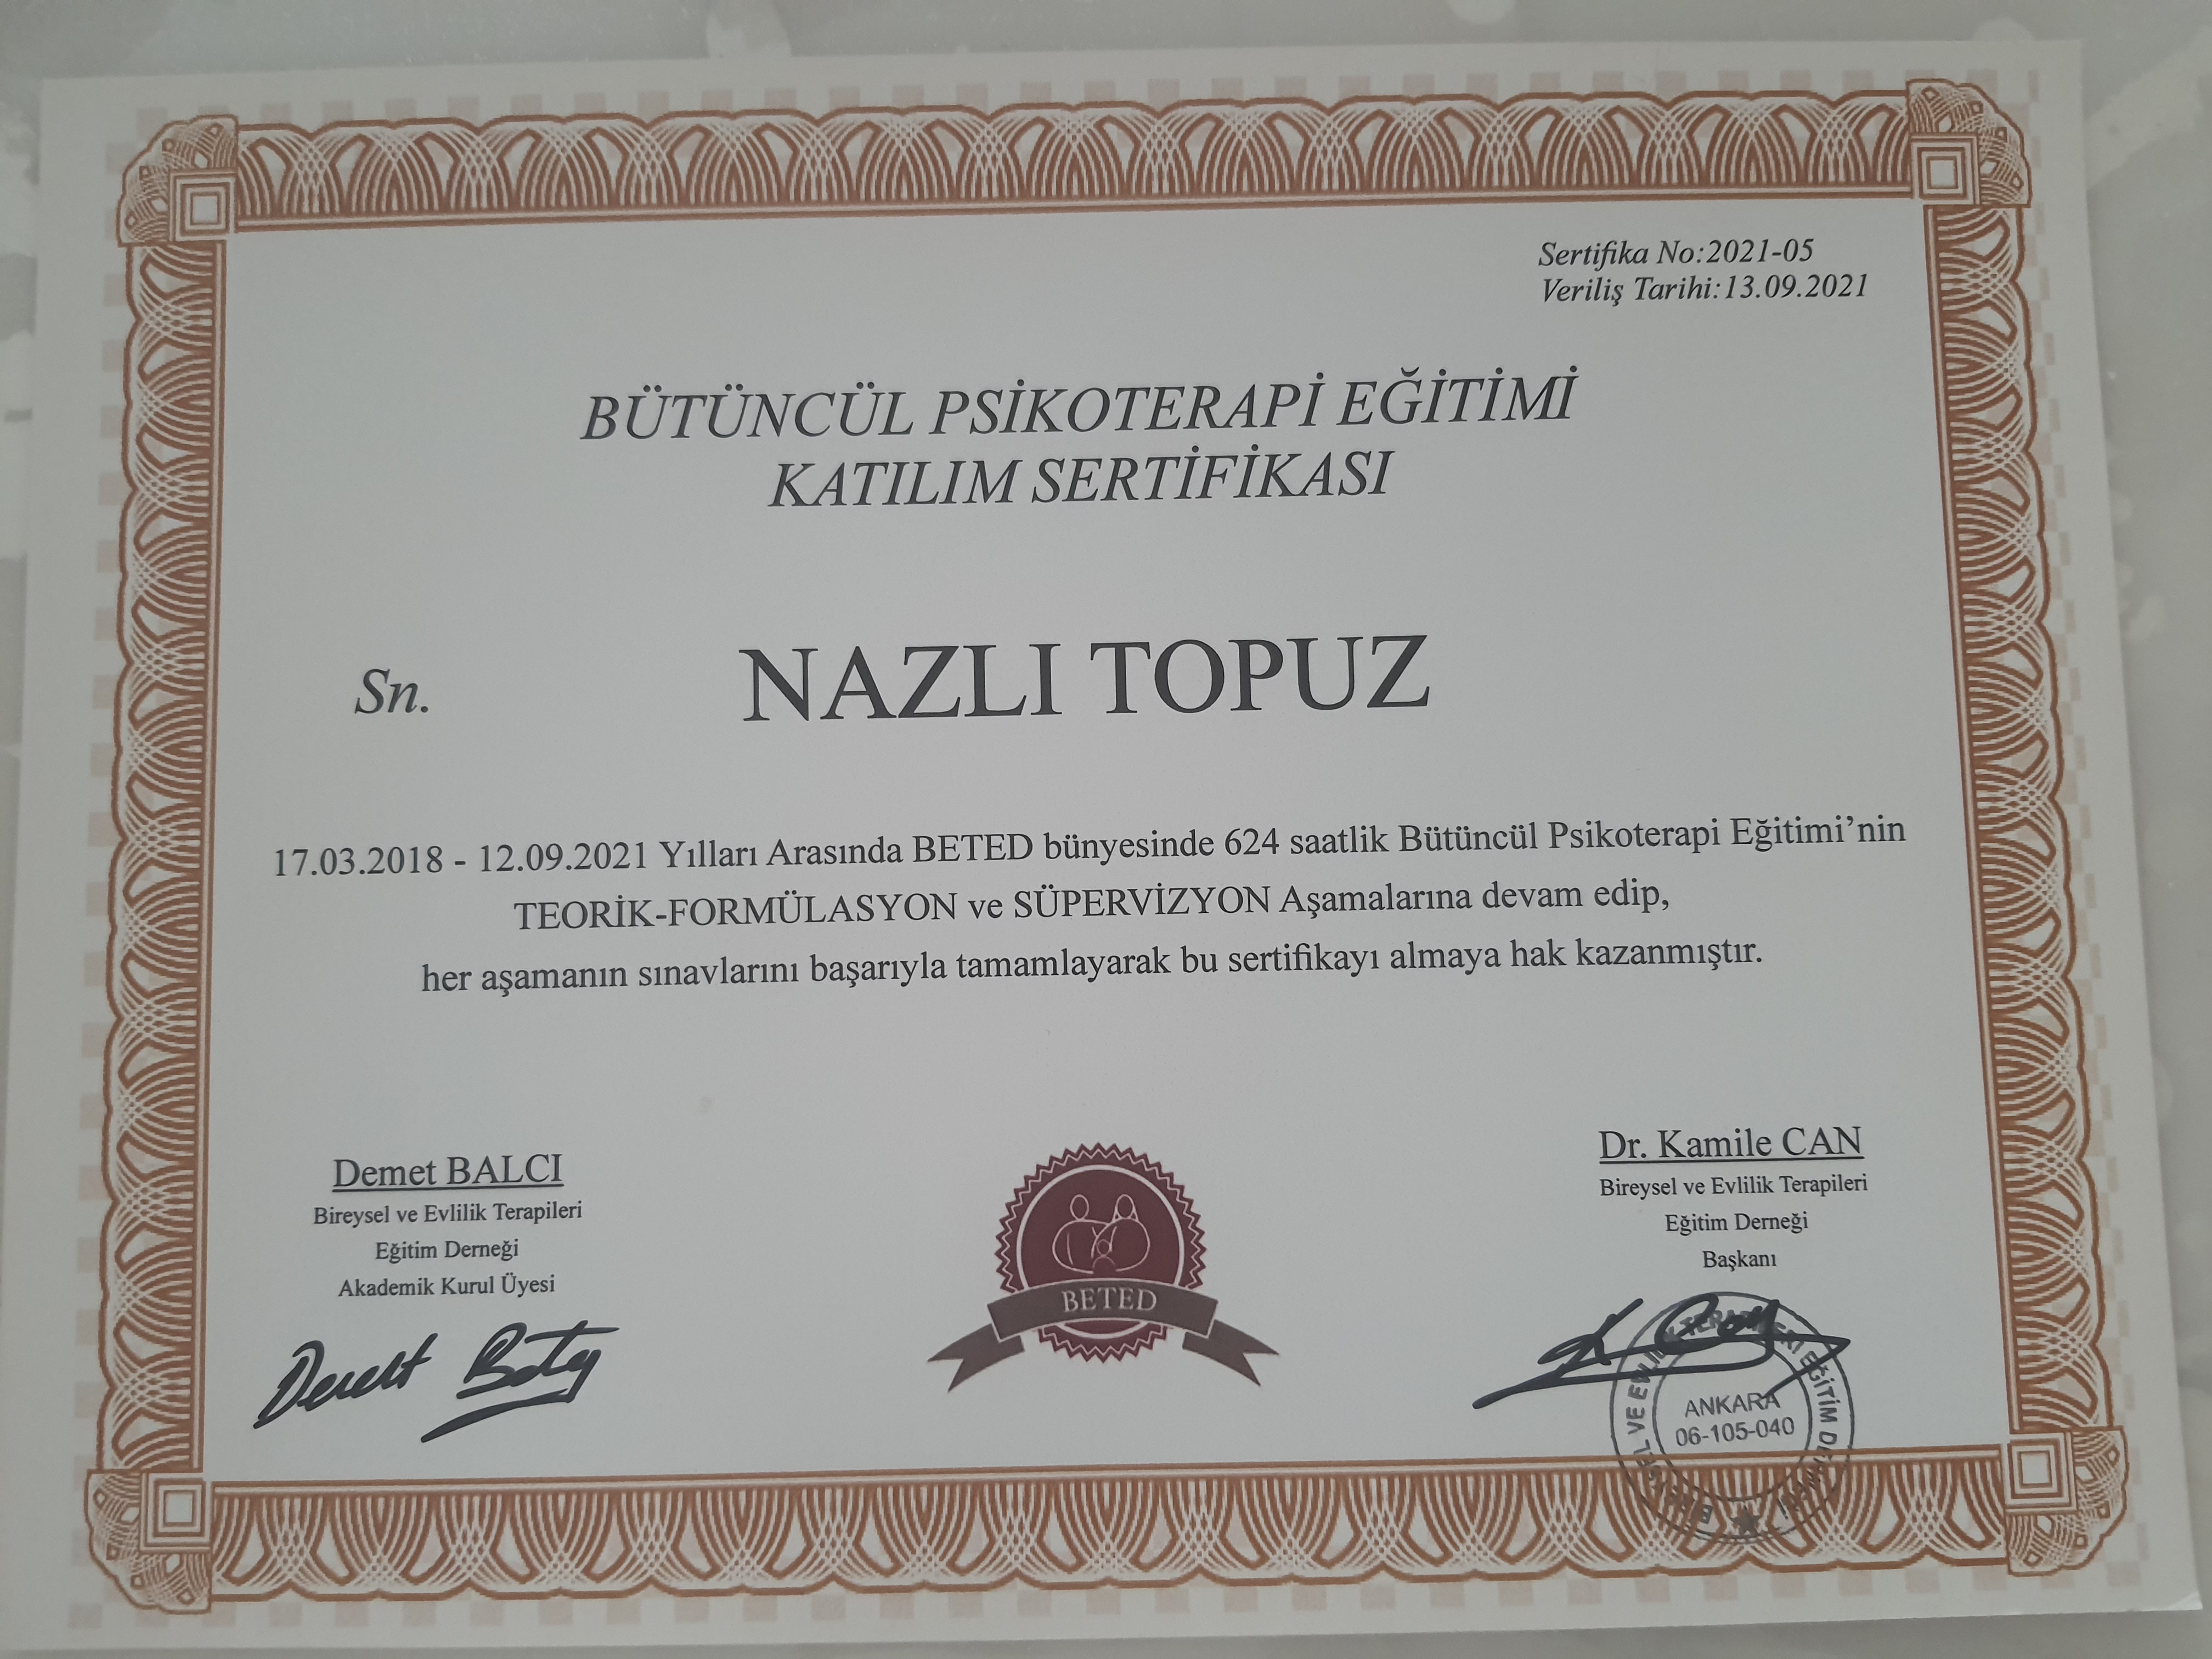 Sertifika No:2021-05
Veriliş Tarihi:13.09.2021
BÜTÜNCÜL PSİKOTERAPİ EĞİTİMİ
KATILIM SERTİFİKASI
Sn. NAZLI TOPUZ
17.03.2018 - 12.09.2021 Yılları Arasında BETED bünyesinde 624 saatlik Bütüncül Psikoterapi Eğitimi’nin
TEORİK-FORMÜLASYON ve SÜPERVİZYON Aşamalarına devam edip,
her aşamanın sınavlarını başarıyla tamamlayarak bu sertifikayı almaya hak kazanmıştır.
Demet BALCI
Bireysel ve Evlilik Terapileri
Eğitim Derneği
Akademik Kurul Üyesi
BETED
Dr. Kamile CAN
Bireysel ve Evlilik Terapileri
Eğitim Derneği
Başkanı
VE EĞİTİM
ANKARA
06-105-040